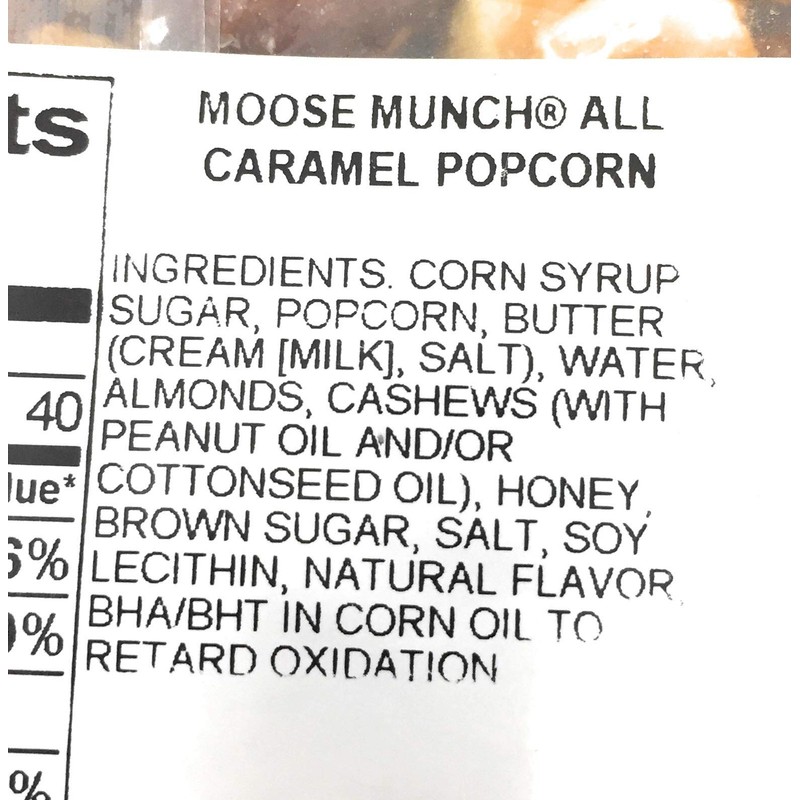 MOOSE MUNCH® ALL
CARAMEL POPCORN
INGREDIENTS. CORN SYRUP
SUGAR, POPCORN, BUTTER
(CREAM [MILK], SALT), WATER,
ALMONDS, CASHEWS (WITH
PEANUT OIL AND/OR
COTTONSEED OIL), HONEY,
BROWN SUGAR, SALT, SOY
LECITHIN, NATURAL FLAVOR,
BHA/BHT IN CORN OIL TO
RETARD OXIDATION
ts
40
lue*
6%
%
%